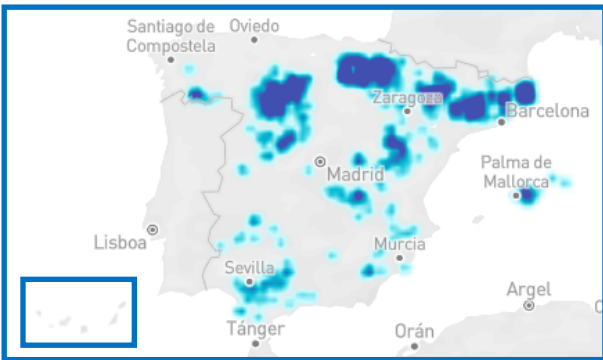 Santiago de
Compostela
Oviedo
Zaragoza
Barcelona
Madrid
Palma de
Mallorca
Lisboa
Murcia
Sevilla
Argel
Tánger
Orán